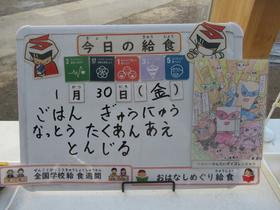 今日の給食
1月30日(金)
ごはん ぎゅうにゅう
なっとう たくあんあえ
とんじる
全国学校給食週間
おはなしめぐり給食